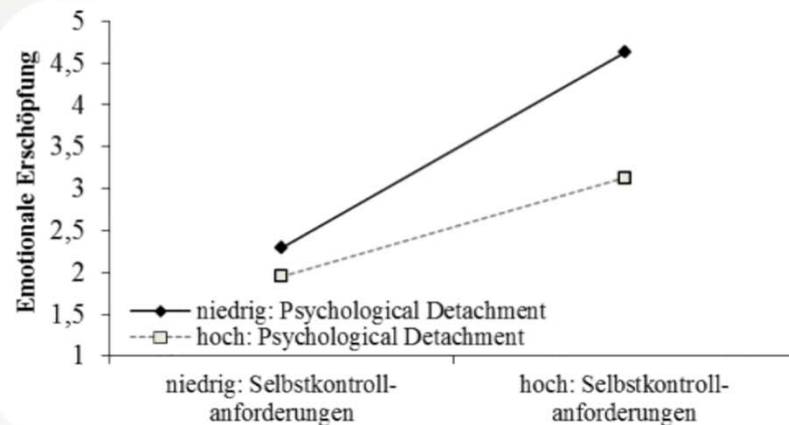 Emotionale Erschöpfung
5
4,5
4
3,5
3
2,5
2
1,5
1
niedrig: Psychological Detachment
hoch: Psychological Detachment
niedrig: Selbstkontroll-
anforderungen
hoch: Selbstkontroll-
anforderungen